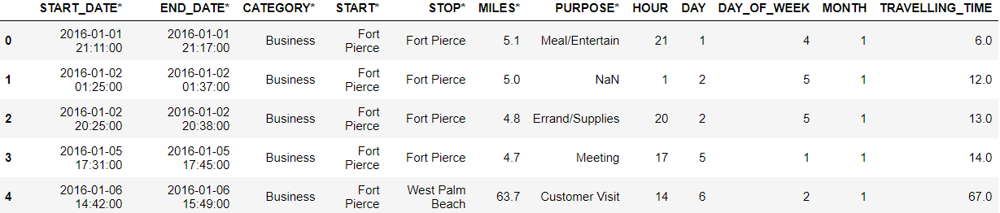 START_DATE* END_DATE* CATEGORY* START* STOP* MILES* PURPOSE* HOUR DAY DAY_OF_WEEK MONTH TRAVELLING_TIME
0 2016-01-01 21:11:00 2016-01-01 21:17:00 Business Fort Pierce Fort Pierce 5.1 Meal/Entertain 21 1 4 1 6.0
1 2016-01-02 01:25:00 2016-01-02 01:37:00 Business Fort Pierce Fort Pierce 5.0 NaN 1 2 5 1 12.0
2 2016-01-02 20:25:00 2016-01-02 20:38:00 Business Fort Pierce Fort Pierce 4.8 Errand/Supplies 20 2 5 1 13.0
3 2016-01-05 17:31:00 2016-01-05 17:45:00 Business Fort Pierce Fort Pierce 4.7 Meeting 17 5 1 1 14.0
4 2016-01-06 14:42:00 2016-01-06 15:49:00 Business Fort Pierce West Palm Beach 63.7 Customer Visit 14 6 2 1 67.0